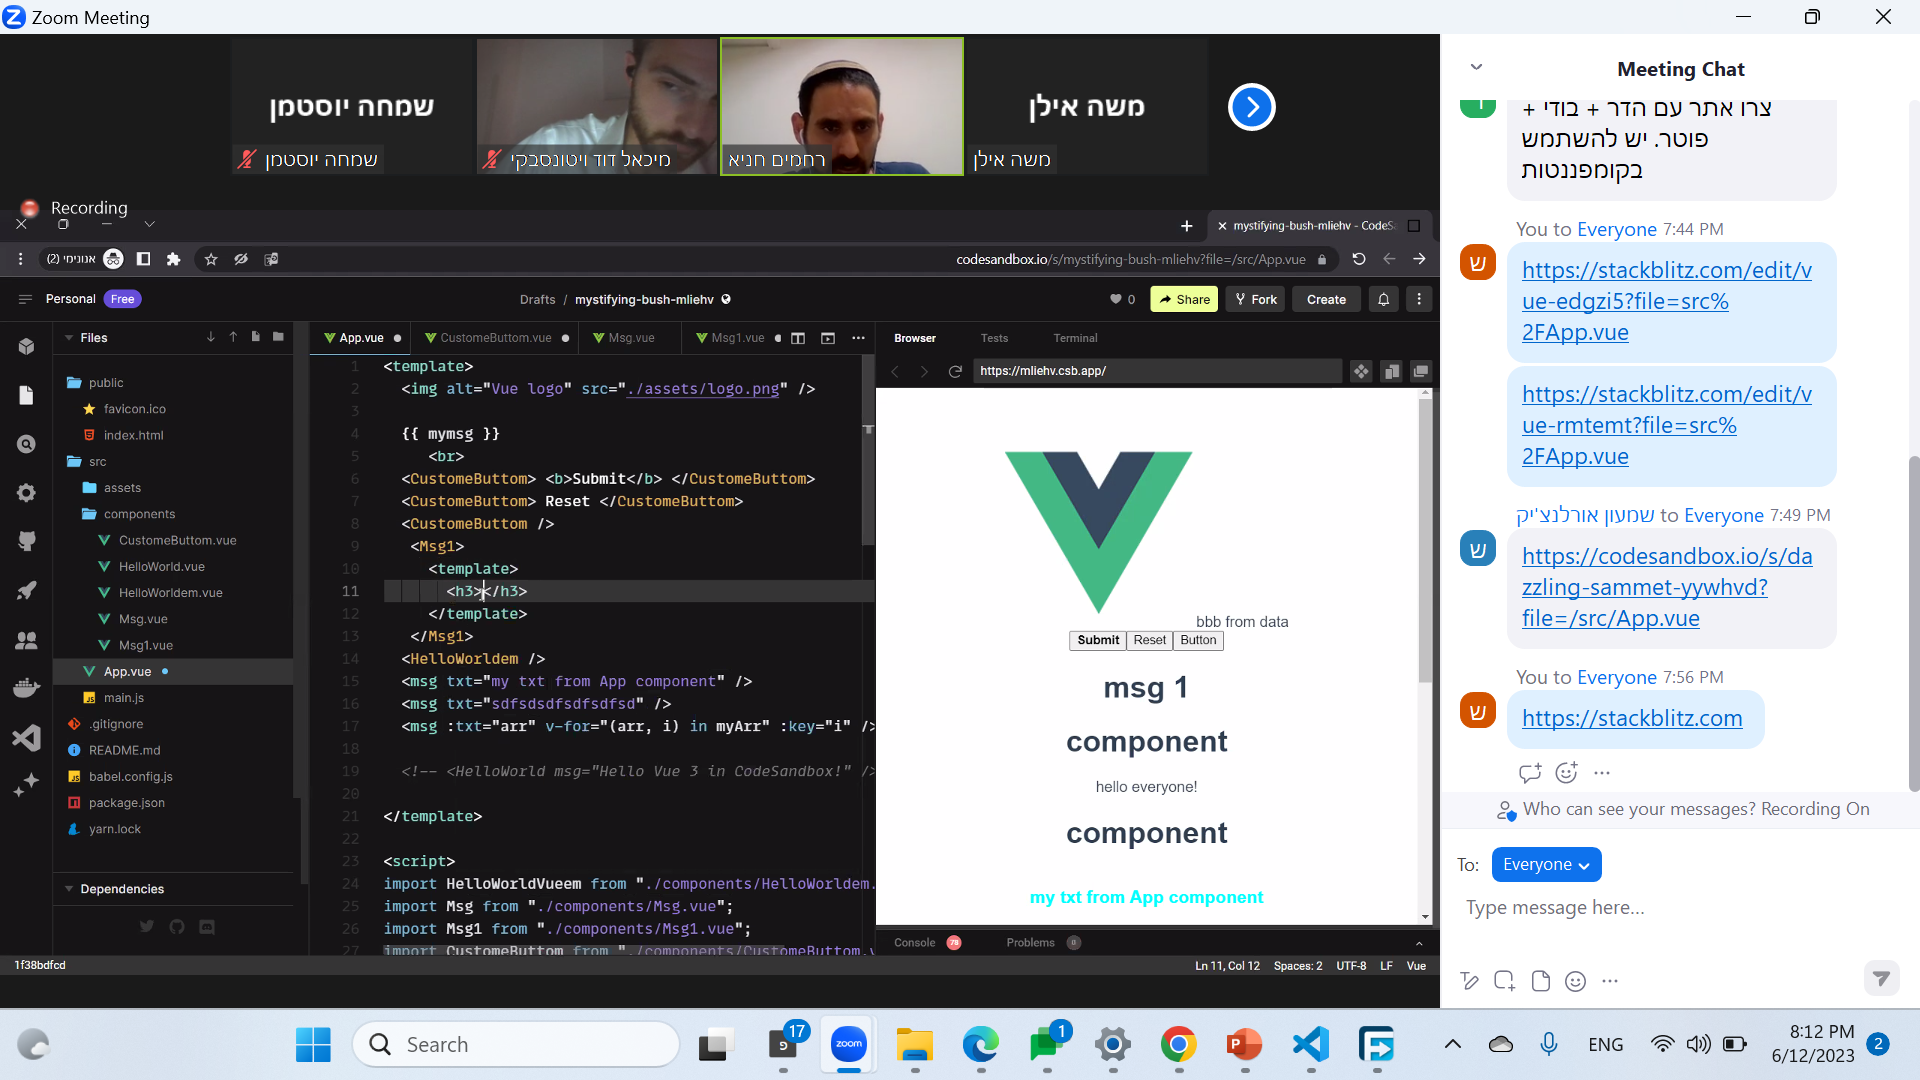 Zoom Meeting
שמחה יוסטמן
שמחה יוסטמן
מיכאל דוד ויטונסבקי
רחמים חניא
משה אילן
משה אילן
Recording
mystifying-bush-mliehv - CodeSa
אנונימי (2)
codesandbox.io/s/mystifying-bush-mliehv?file=/src/App.vue
Personal Free
Drafts / mystifying-bush-mliehv
0 Share Fork Create
Files
public
favicon.ico
index.html
src
assets
components
CustomeButtom.vue
HelloWorld.vue
HelloWorldem.vue
Msg.vue
Msg1.vue
App.vue
main.js
.gitignore
README.md
babel.config.js
package.json
yarn.lock
Dependencies
App.vue CustomeButtom.vue Msg.vue Msg1.vue
1 <template>
2 <img alt="Vue logo" src="./assets/logo.png" />
3
4 {{ mymsg }}
5 <br>
6 <CustomeButtom> <b>Submit</b> </CustomeButtom>
7 <CustomeButtom> Reset </CustomeButtom>
8 <CustomeButtom />
9 <Msg1>
10 <template>
11 <h3></h3>
12 </template>
13 </Msg1>
14 <HelloWorldem />
15 <msg txt="my txt from App component" />
16 <msg txt="sdfsdsdfsdfsdfsd" />
17 <msg :txt="arr" v-for="(arr, i) in myArr" :key="i" />
18
19 <!-- <HelloWorld msg="Hello Vue 3 in CodeSandbox!" />
20
21 </template>
22
23 <script>
24 import HelloWorldVueem from "./components/HelloWorldem.
25 import Msg from "./components/Msg.vue";
26 import Msg1 from "./components/Msg1.vue";
27 import CustomeButtom from "./components/CustomeButtom.v
Browser Tests Terminal
https://mliehv.csb.app/
bbb from data
Submit Reset Button
msg 1
component
hello everyone!
component
my txt from App component
Console 78 Problems 0
1f38bdfcd
Ln 11, Col 12 Spaces: 2 UTF-8 LF Vue
Meeting Chat
צרו אתר עם הדר + בודי +
פוטר. יש להשתמש
בקומפננטות
You to Everyone 7:44 PM
ש
https://stackblitz.com/edit/v
ue-edgzi5?file=src%
2FApp.vue
https://stackblitz.com/edit/v
ue-rmtemt?file=src%
2FApp.vue
שמעון אורלנצ'יק to Everyone 7:49 PM
ש
https://codesandbox.io/s/da
zzling-sammet-yywhvd?
file=/src/App.vue
You to Everyone 7:56 PM
ש
https://stackblitz.com
Who can see your messages? Recording On
To: Everyone
Type message here...
Search
17
zoom
1
ENG
8:12 PM
6/12/2023
2